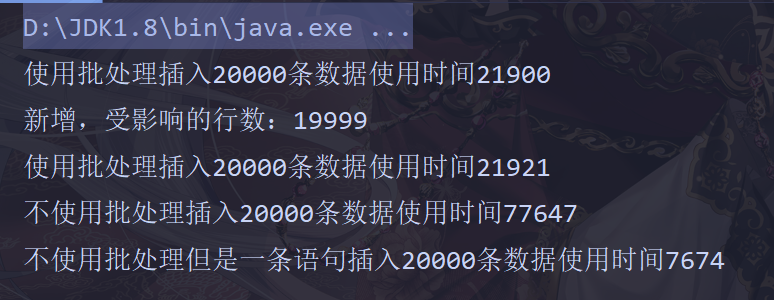 D:\JDK1.8\bin\java.exe ...
使用批处理插入20000条数据使用时间21900
新增，受影响的行数：19999
使用批处理插入20000条数据使用时间21921
不使用批处理插入20000条数据使用时间77647
不使用批处理但是一条语句插入20000条数据使用时间7674